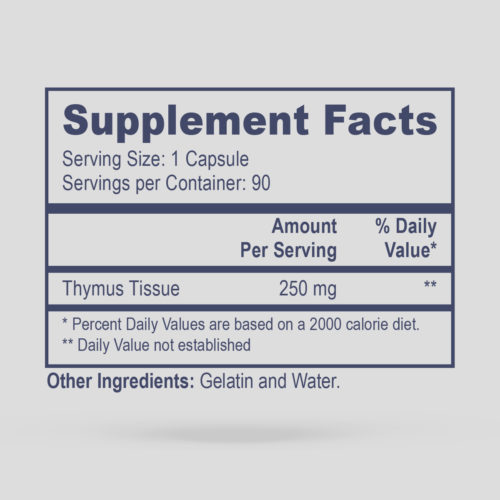 Supplement Facts
Serving Size: 1 Capsule
Servings per Container: 90
Amount Per Serving % Daily Value*
Thymus Tissue 250 mg **
* Percent Daily Values are based on a 2000 calorie diet.
** Daily Value not established
Other Ingredients: Gelatin and Water.